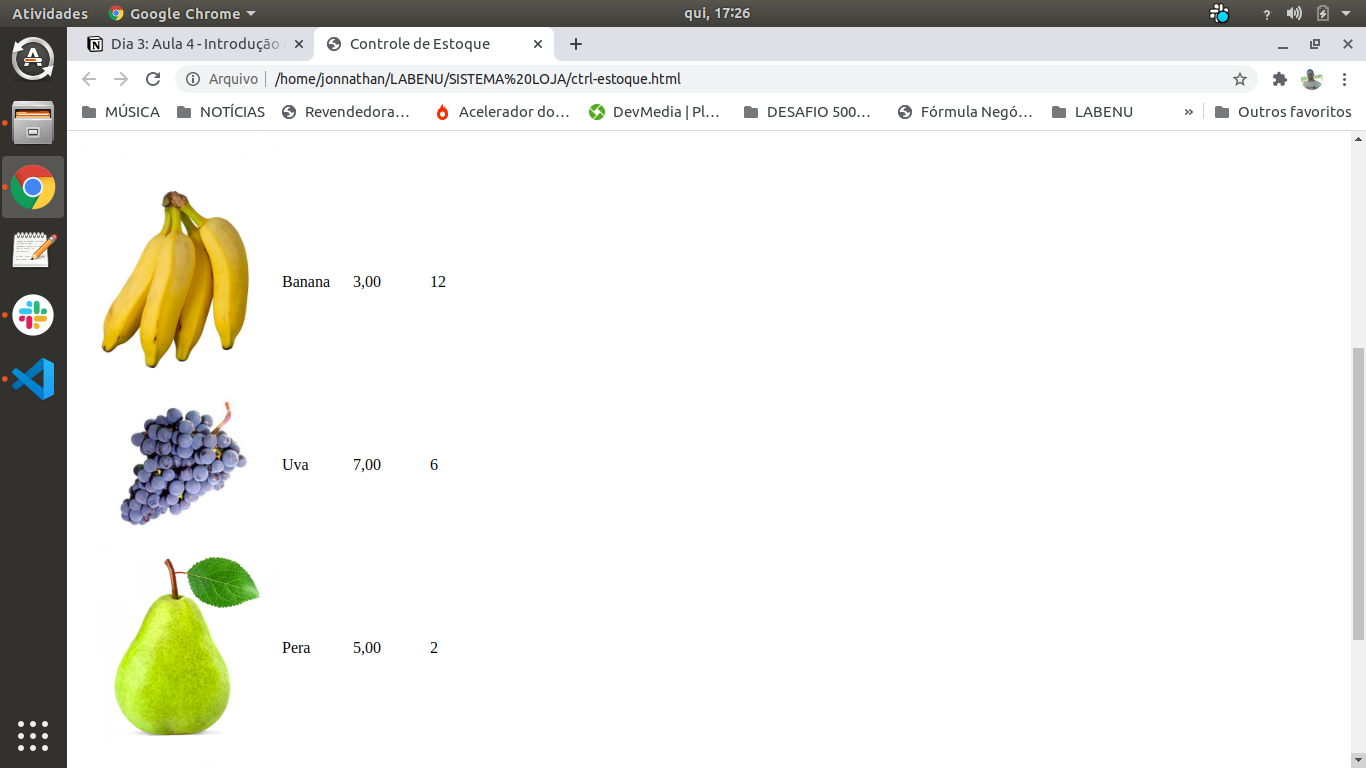 Atividades Google Chrome qui, 17:26 ?
Dia 3: Aula 4 - Introdução Controle de Estoque
Arquivo /home/jonnathan/LABENU/SISTEMA%20LOJA/ctrl-estoque.html
MÚSICA NOTÍCIAS Revendedora… Acelerador do… DevMedia | Pl… DESAFIO 500… Fórmula Negó… LABENU » Outros favoritos
Banana 3,00 12
Uva 7,00 6
Pera 5,00 2